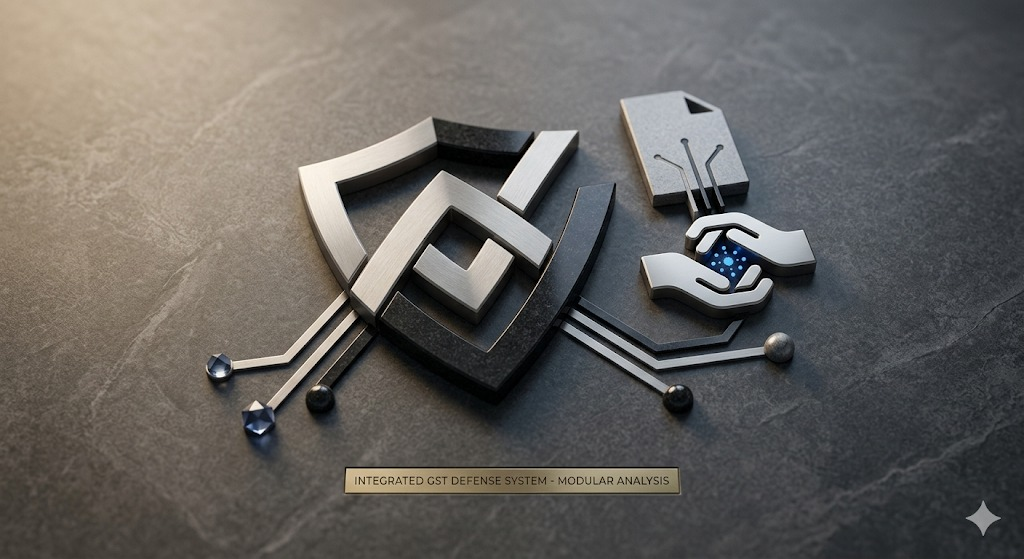 INTEGRATED GST DEFENSE SYSTEM - MODULAR ANALYSIS